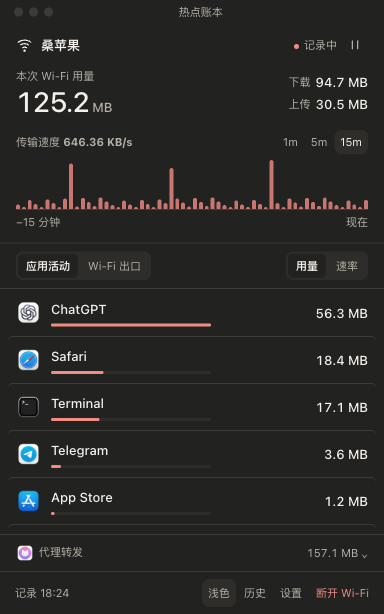 热点账本
桑苹果
记录中
本次 Wi-Fi 用量
125.2 MB
下载 94.7 MB
上传 30.5 MB
传输速度 646.36 KB/s
1m 5m 15m
−15 分钟 现在
应用活动 Wi-Fi 出口 用量 速率
ChatGPT 56.3 MB
Safari 18.4 MB
Terminal 17.1 MB
Telegram 3.6 MB
App Store 1.2 MB
代理转发 157.1 MB
记录 18:24 浅色 历史 设置 断开 Wi-Fi